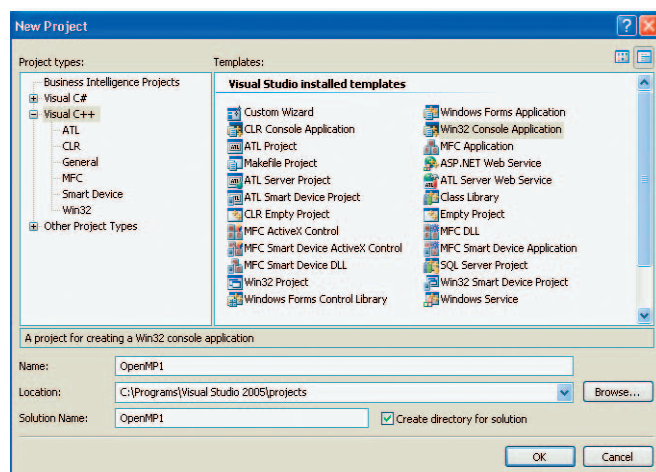 New Project
Project types:
Templates:
Business Intelligence Projects
Visual C#
Visual C++
ATL
CLR
General
MFC
Smart Device
Win32
Other Project Types
Visual Studio installed templates
Custom Wizard
Windows Forms Application
CLR Console Application
Win32 Console Application
ATL Project
MFC Application
Makefile Project
ASP.NET Web Service
ATL Server Project
ATL Server Web Service
ATL Smart Device Project
Class Library
CLR Empty Project
Empty Project
MFC ActiveX Control
MFC DLL
MFC Smart Device ActiveX Control
MFC Smart Device Application
MFC Smart Device DLL
SQL Server Project
Win32 Project
Win32 Smart Device Project
Windows Forms Control Library
Windows Service
A project for creating a Win32 console application
Name:
OpenMP1
Location:
C:\Programs\Visual Studio 2005\projects
Browse...
Solution Name:
OpenMP1
Create directory for solution
OK
Cancel